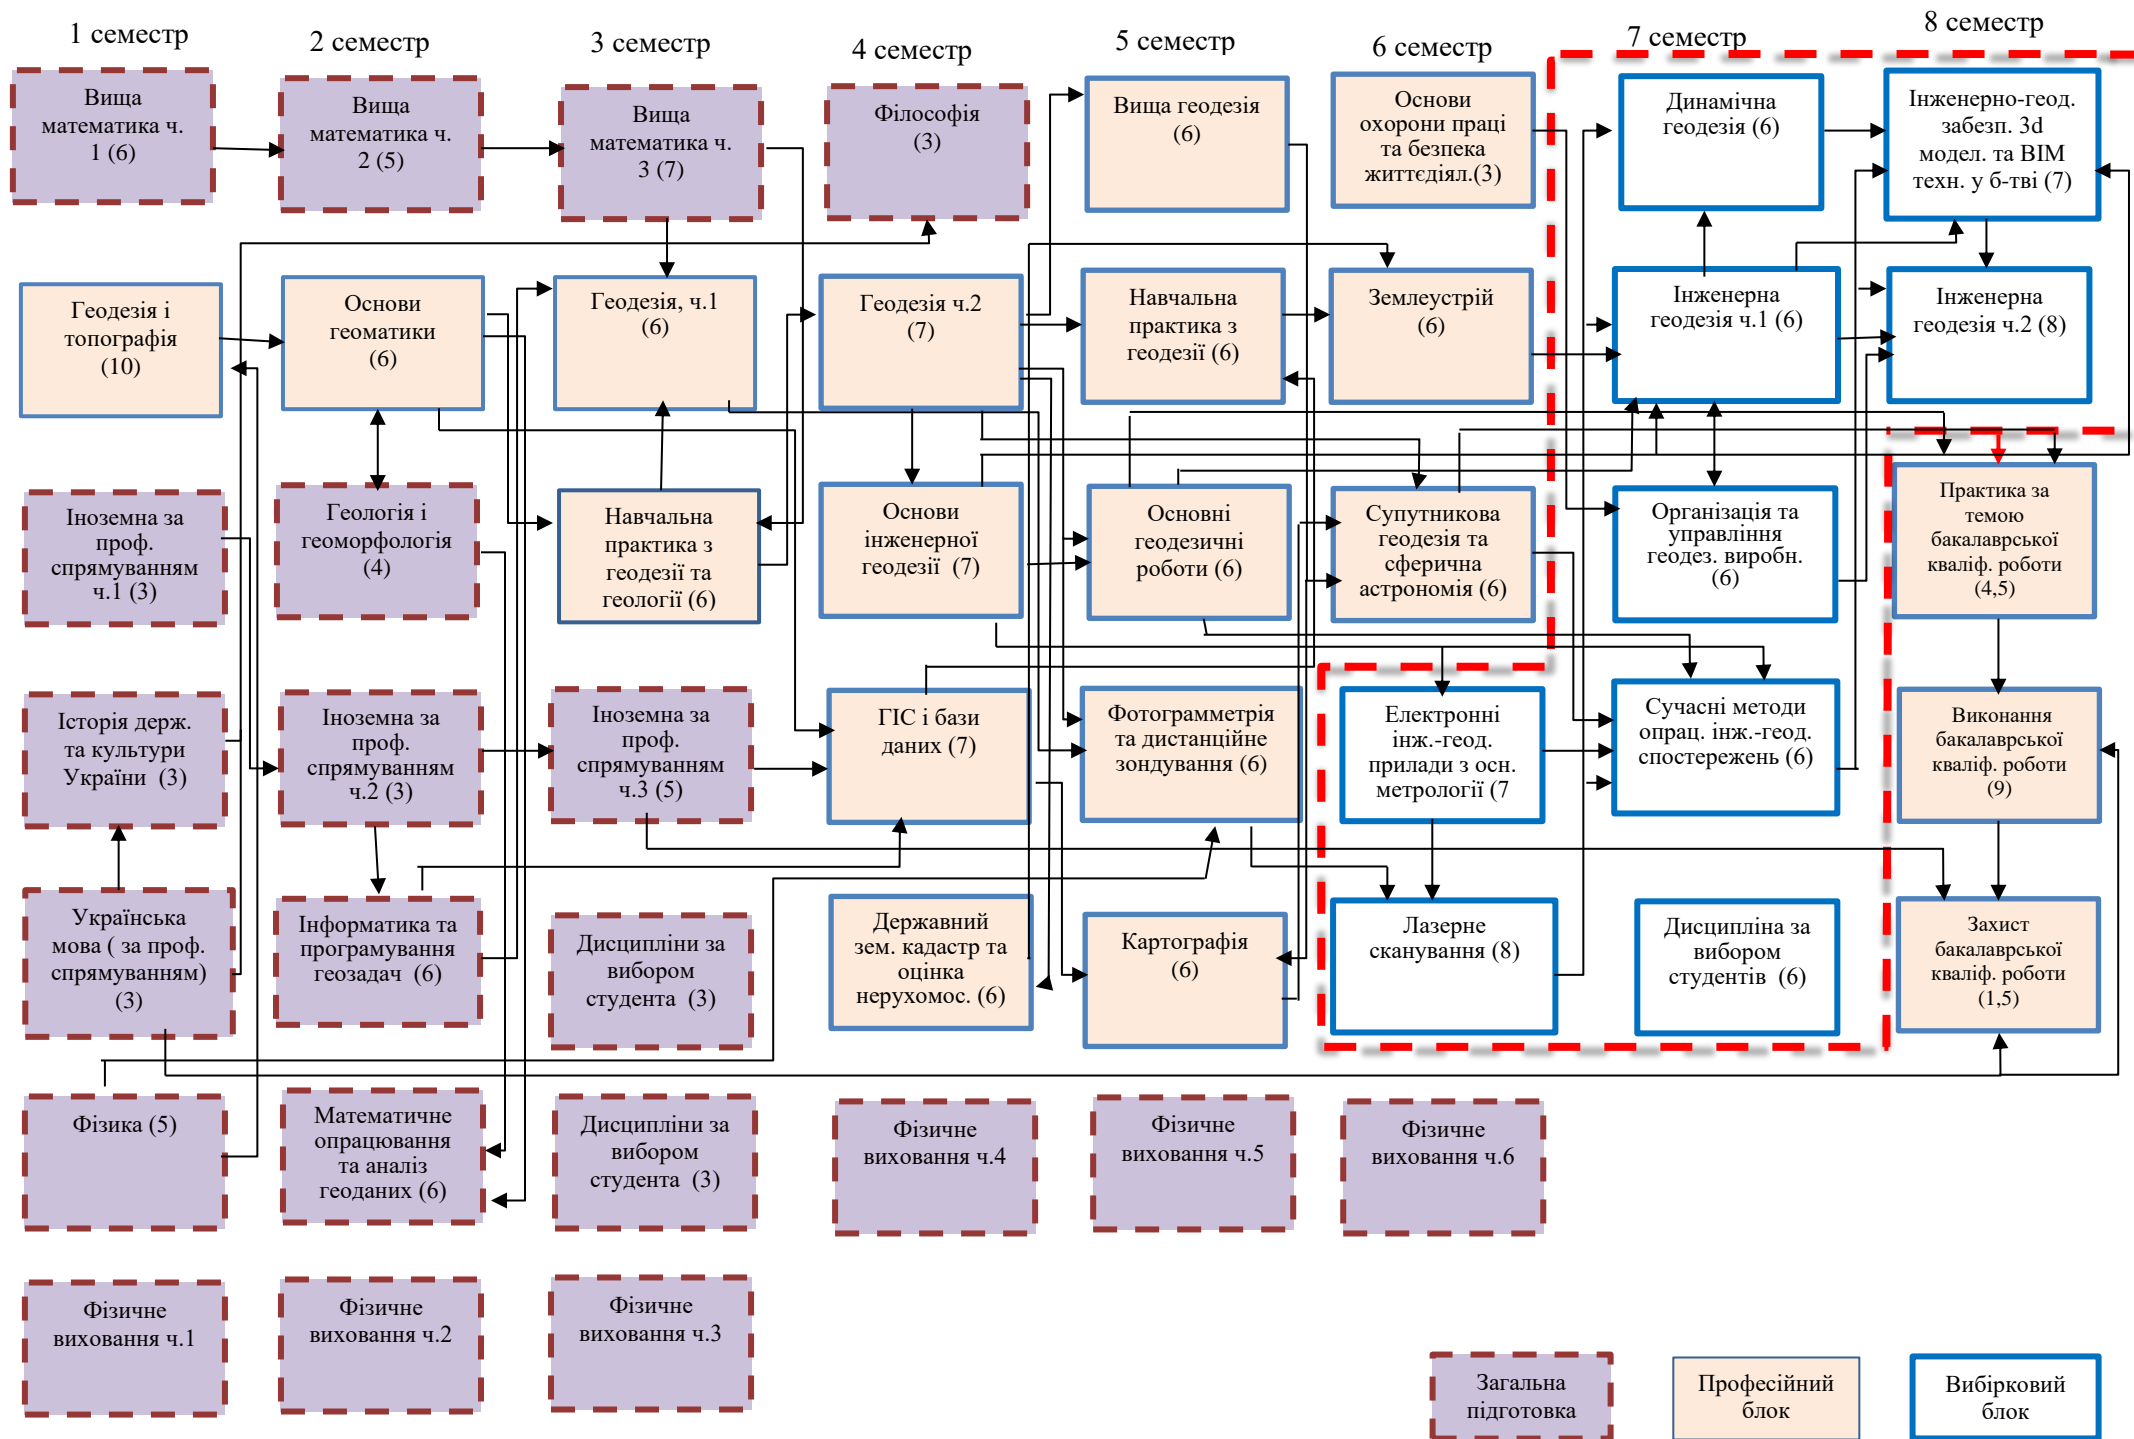 1 семестр
2 семестр
3 семестр
4 семестр
5 семестр
6 семестр
7 семестр
8 семестр
Вища
математика ч.
1 (6)
Вища
математика ч.
2 (5)
Вища
математика ч.
3 (7)
Філософія
(3)
Вища геодезія
(6)
Основи
охорони праці
та безпека
життєдіял.(3)
Динамічна
геодезія (6)
Інженерно-геод.
забезп. 3d
модел. та BIM
техн. у б-тві (7)
Геодезія і
топографія
(10)
Основи
геоматики
(6)
Геодезія, ч.1
(6)
Геодезія ч.2
(7)
Навчальна
практика з
геодезії (6)
Землеустрій
(6)
Інженерна
геодезія ч.1 (6)
Інженерна
геодезія ч.2 (8)
Іноземна за
проф.
спрямуванням
ч.1 (3)
Геологія і
геоморфологія
(4)
Навчальна
практика з
геодезії та
геології (6)
Основи
інженерної
геодезії  (7)
Основні
геодезичні
роботи (6)
Супутникова
геодезія та
сферична
астрономія (6)
Організація та
управління
геодез. виробн.
(6)
Практика за
темою
бакалаврської
кваліф. роботи
(4,5)
Історія держ.
та культури
України  (3)
Іноземна за
проф.
спрямуванням
ч.2 (3)
Іноземна за
проф.
спрямуванням
ч.3 (5)
ГІС і бази
даних (7)
Фотограмметрія
та дистанційне
зондування (6)
Електронні
інж.-геод.
прилади з осн.
метрології (7
Сучасні методи
опрац. інж.-геод.
спостережень (6)
Виконання
бакалаврської
кваліф. роботи
(9)
Українська
мова ( за проф.
спрямуванням)
(3)
Інформатика та
програмування
геозадач  (6)
Дисципліни за
вибором
студента  (3)
Державний
зем. кадастр та
оцінка
нерухомос. (6)
Картографія
(6)
Лазерне
сканування (8)
Дисципліна за
вибором
студентів  (6)
Захист
бакалаврської
кваліф. роботи
(1,5)
Фізика (5)
Математичне
опрацювання
та аналіз
геоданих (6)
Дисципліни за
вибором
студента  (3)
Фізичне
виховання ч.4
Фізичне
виховання ч.5
Фізичне
виховання ч.6
Фізичне
виховання ч.1
Фізичне
виховання ч.2
Фізичне
виховання ч.3
Загальна
підготовка
Професійний
блок
Вибірковий
блок